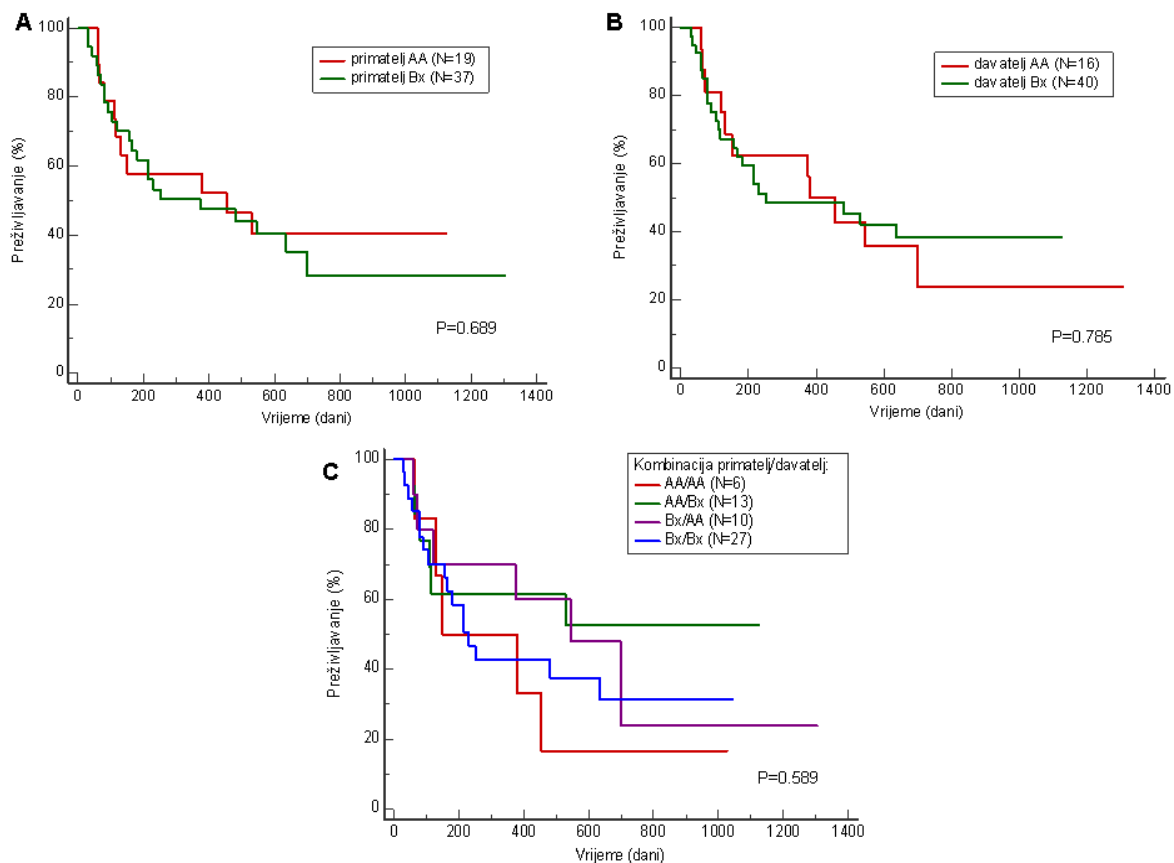 A
primatelj AA (N=19)
primatelj Bx (N=37)
Preživljavanje (%)
100
80
60
40
20
0
P=0.689
0 200 400 600 800 1000 1200 1400
Vrijeme (dani)
B
davatelj AA (N=16)
davatelj Bx (N=40)
Preživljavanje (%)
100
80
60
40
20
0
P=0.785
0 200 400 600 800 1000 1200 1400
Vrijeme (dani)
C
Kombinacija primatelj/davatelj:
AA/AA (N=6)
AA/Bx (N=13)
Bx/AA (N=10)
Bx/Bx (N=27)
Preživljavanje (%)
100
80
60
40
20
0
P=0.589
0 200 400 600 800 1000 1200 1400
Vrijeme (dani)